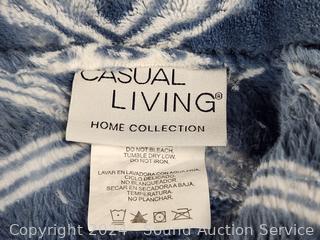 CASUAL
LIVING®
HOME COLLECTION
DO NOT BLEACH.
TUMBLE DRY LOW.
DO NOT IRON.
LAVAR EN LAVADORA CON AGUA FRIA,
CICLO DELICADO.
NO BLANQUEADOR.
SECAR EN SECADORA A BAJA,
TEMPERATURA.
NO PLANCHAR.
Copyright 2024 - Sound Auction Service